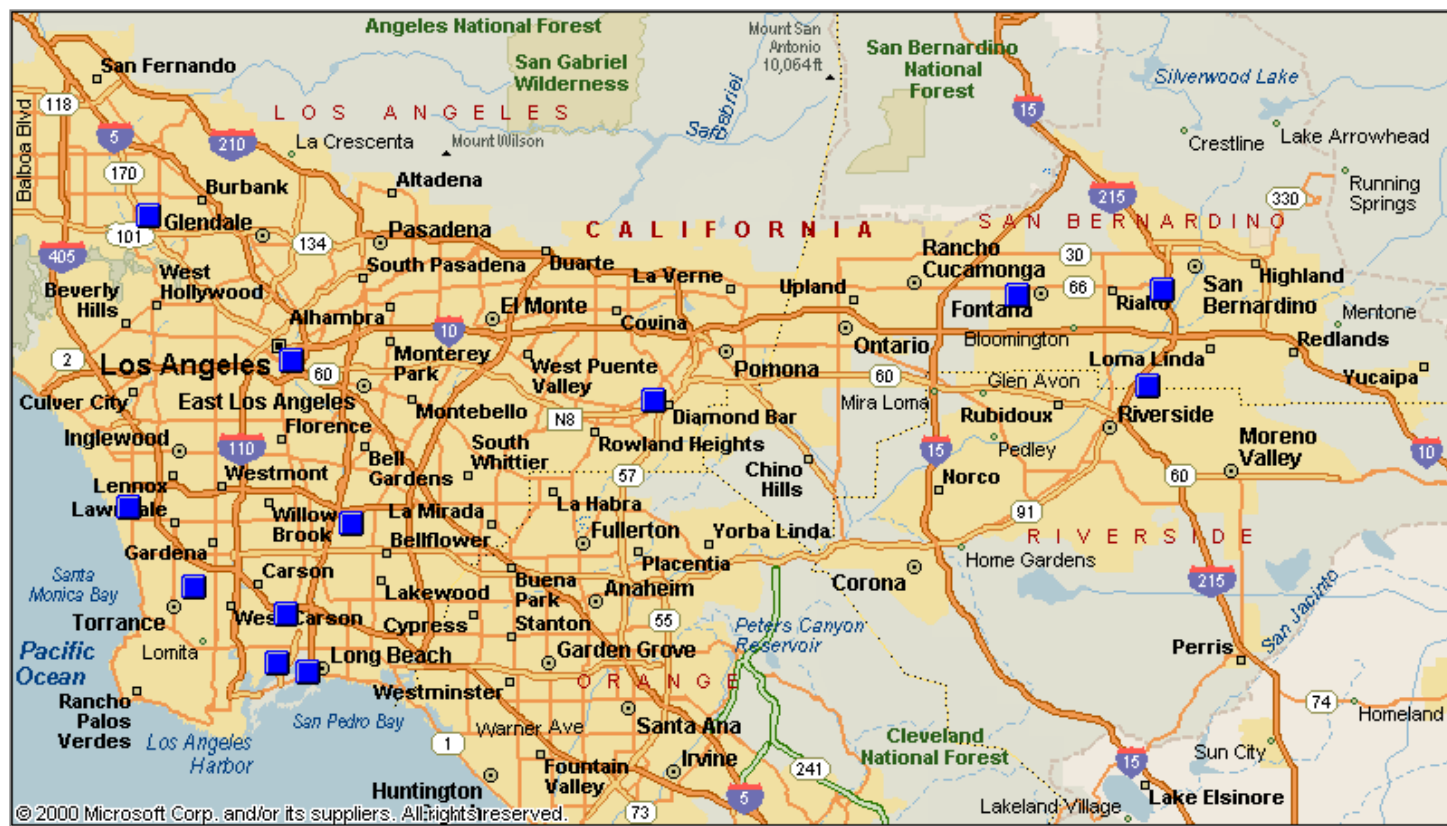 Angeles National Forest
San Gabriel
Wilderness
Mount San
Antonio
10,064ft
San Bernardino
National
Forest
San Fernando
118
5
LOS ANGELES
210
La Crescenta
Mount Wilson
San Gabriel
15
Silverwood Lake
Crestline
Lake Arrowhead
Balboa Blvd
170
Burbank
Altadena
215
Running
Springs
330
Glendale
101
134
Pasadena
CALIFORNIA
SAN BERNARDINO
405
West
Hollywood
South Pasadena
Duarte
La Verne
Rancho
Cucamonga
30
Highland
Beverly
Hills
Alhambra
El Monte
Covina
Upland
Fontana
66
Rialto
San
Bernardino
Mentone
10
2
Los Angeles
60
Monterey
Park
West Puente
Valley
Pomona
Ontario
Bloomington
Loma Linda
Redlands
Culver City
East Los Angeles
Montebello
N8
Diamond Bar
60
Mira Loma
Glen Avon
Rubidoux
Riverside
Yucaipa
Inglewood
110
Florence
Bell
Gardens
South
Whittier
Rowland Heights
57
Chino
Hills
15
Pedley
Moreno
Valley
10
Lennox
Westmont
Norco
60
Lawndale
Willow
Brook
La Mirada
La Habra
Fullerton
Yorba Linda
91
RIVERSIDE
Gardena
Bellflower
Placentia
Home Gardens
Santa
Monica Bay
Carson
Lakewood
Buena
Park
Anaheim
Corona
215
San Jacinto
Torrance
West Carson
Cypress
Stanton
55
Peters Canyon
Reservoir
Pacific
Ocean
Lomita
Long Beach
Garden Grove
Perris
Rancho
Palos
Verdes
Westminster
ORANGE
74
Homeland
San Pedro Bay
Los Angeles
Harbor
1
Warner Ave
Santa Ana
Cleveland
National Forest
Sun City
Fountain
Valley
Irvine
241
15
Huntington
5
73
Lakeland Village
Lake Elsinore
© 2000 Microsoft Corp. and/or its suppliers. All rights reserved.